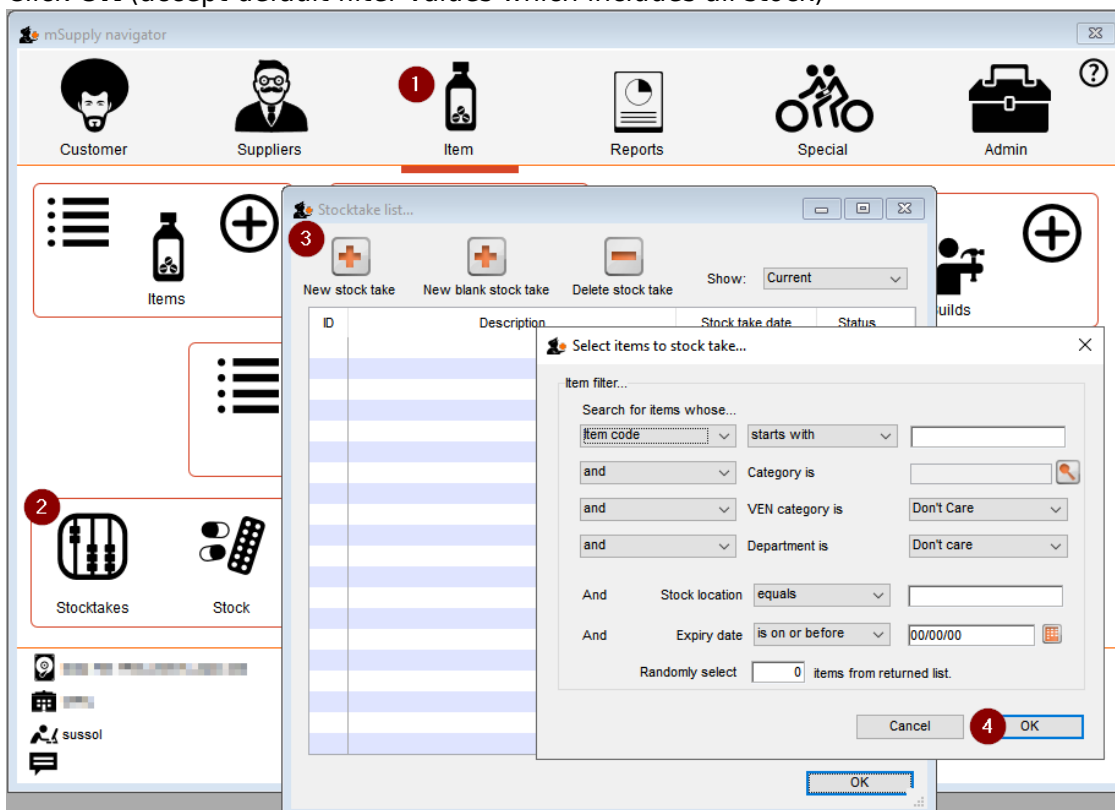 Click OK (accept default filter values which includes all stock)
mSupply navigator
1
?
Customer Suppliers Item Reports Special Admin
Stocktake list...
3
New stock take New blank stock take Delete stock take Show: Current
Items
uilds
ID Description Stock take date Status
Select items to stock take...
Item filter...
Search for items whose...
Item code starts with
and Category is
and VEN category is Don't Care
and Department is Don't care
2
Stocktakes Stock
And Stock location equals
And Expiry date is on or before 00/00/00
Randomly select 0 items from returned list.
Cancel 4 OK
sussol
OK